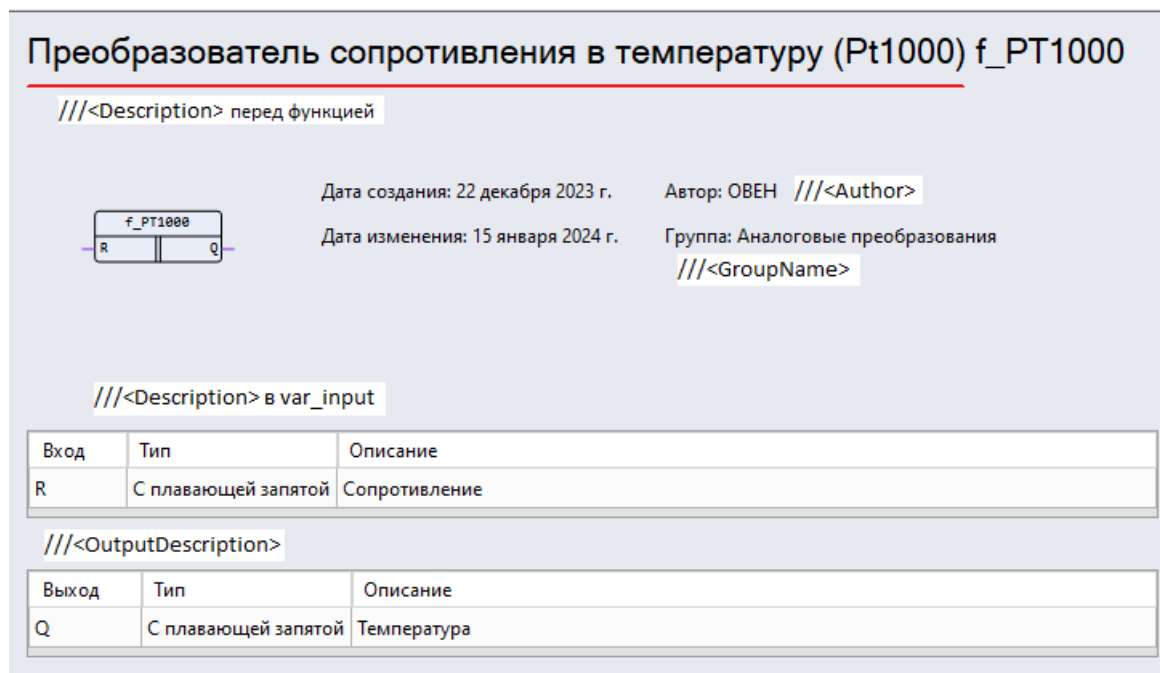 Преобразователь сопротивления в температуру (Pt1000) f_PT1000
///<Description> перед функцией
Дата создания: 22 декабря 2023 г. Автор: ОВЕН ///<Author>
f_PT1000
R Q
Дата изменения: 15 января 2024 г. Группа: Аналоговые преобразования
///<GroupName>
///<Description> в var_input
Вход Тип Описание
R С плавающей запятой Сопротивление
///<OutputDescription>
Выход Тип Описание
Q С плавающей запятой Температура